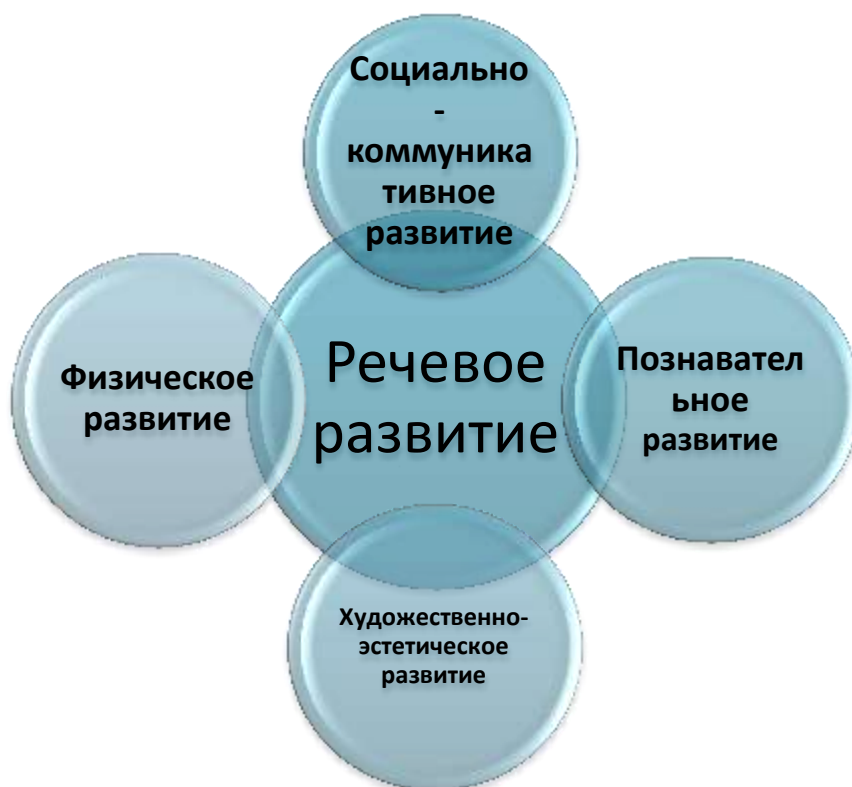 Социально
-
коммуника
тивное
развитие
Физическое
развитие
Речевое
развитие
Познавател
ьное
развитие
Художественно-
эстетическое
развитие